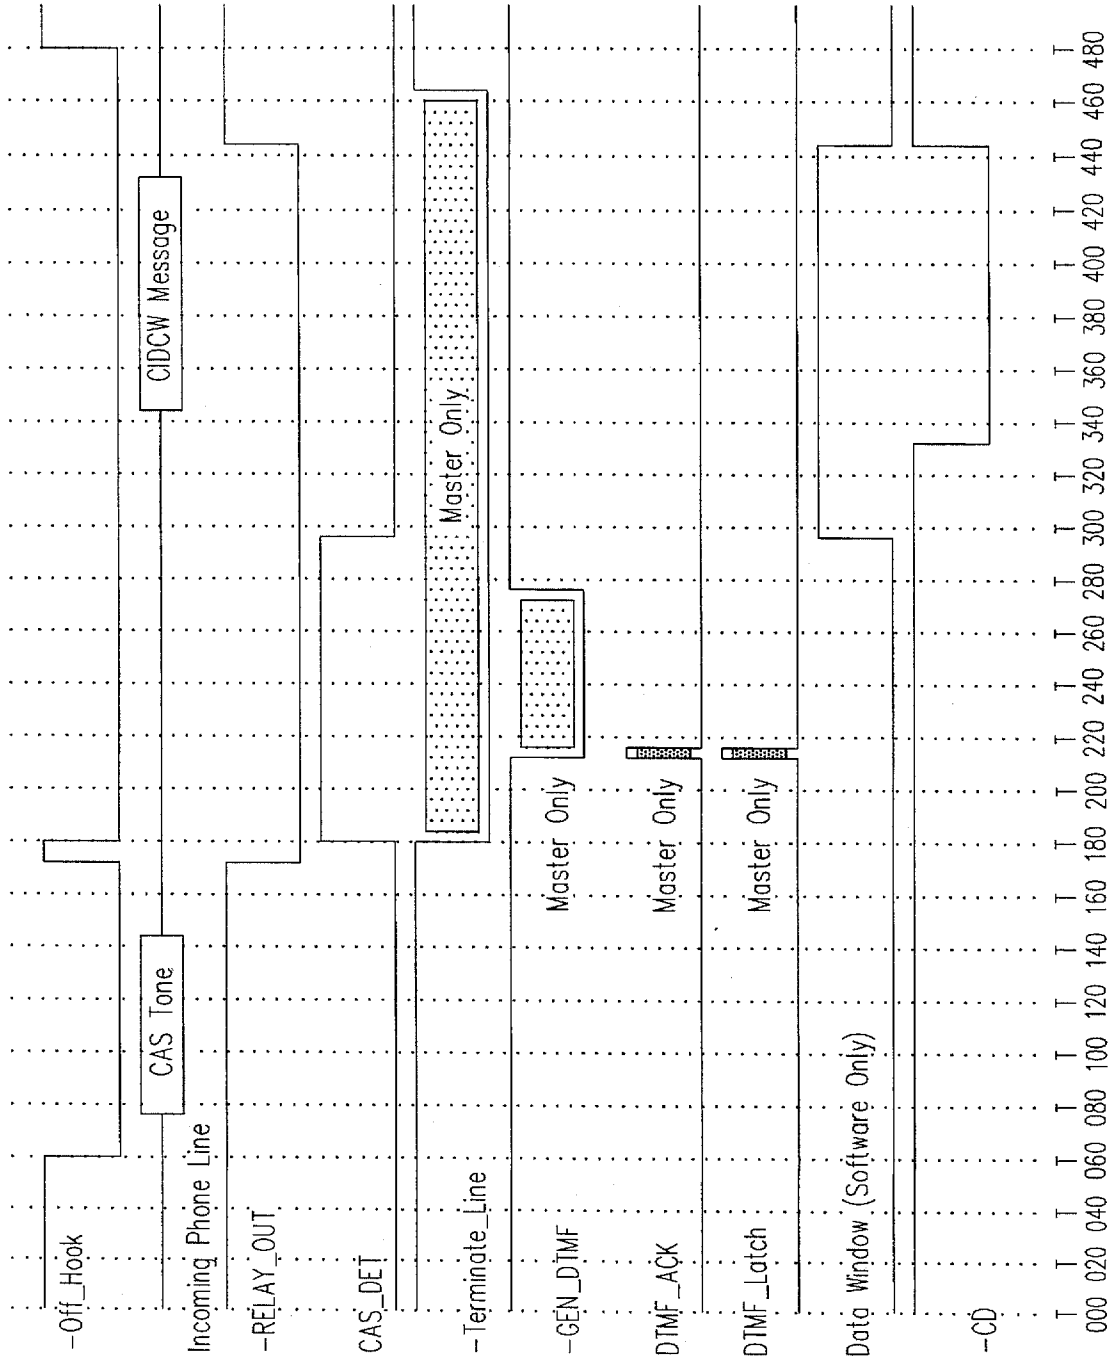 -Off_Hook
CAS Tone
CIDCW Message
Incoming Phone Line
-RELAY_OUT
CAS_DET
-Terminate_Line
Master Only
-GEN_DTMF
Master Only
DTMF_ACK
Master Only
DTMF_Latch
Master Only
Data Window (Software Only)
-CD
000 020 040 060 080 100 120 140 160 180 200 220 240 260 280 300 320 340 360 380 400 420 440 460 480